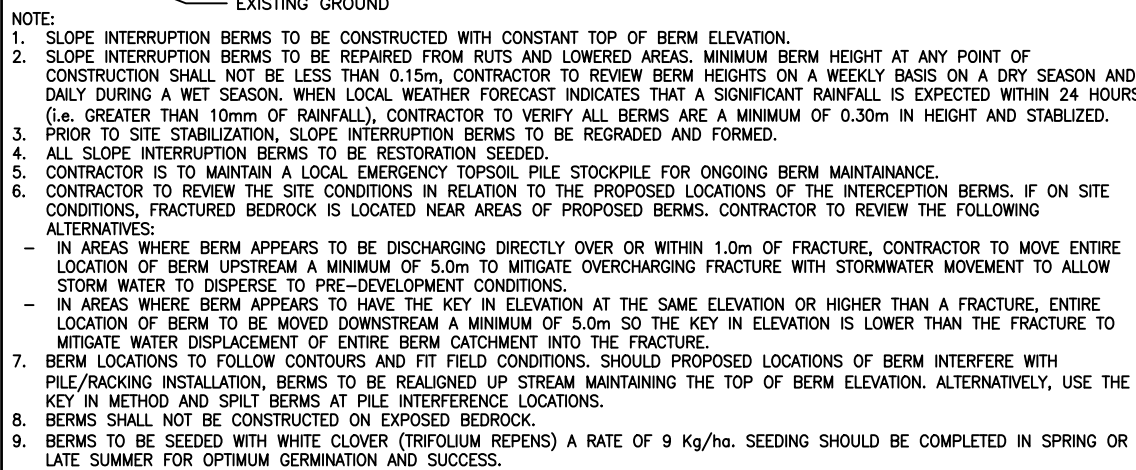 EXISTING GROUND
NOTE:
1. SLOPE INTERRUPTION BERMS TO BE CONSTRUCTED WITH CONSTANT TOP OF BERM ELEVATION.
2. SLOPE INTERRUPTION BERMS TO BE REPAIRED FROM RUTS AND LOWERED AREAS. MINIMUM BERM HEIGHT AT ANY POINT OF
CONSTRUCTION SHALL NOT BE LESS THAN 0.15m, CONTRACTOR TO REVIEW BERM HEIGHTS ON A WEEKLY BASIS ON A DRY SEASON AND
DAILY DURING A WET SEASON. WHEN LOCAL WEATHER FORECAST INDICATES THAT A SIGNIFICANT RAINFALL IS EXPECTED WITHIN 24 HOURS
(i.e. GREATER THAN 10mm OF RAINFALL), CONTRACTOR TO VERIFY ALL BERMS ARE A MINIMUM OF 0.30m IN HEIGHT AND STABLIZED.
3. PRIOR TO SITE STABILIZATION, SLOPE INTERRUPTION BERMS TO BE REGRADED AND FORMED.
4. ALL SLOPE INTERRUPTION BERMS TO BE RESTORATION SEEDED.
5. CONTRACTOR IS TO MAINTAIN A LOCAL EMERGENCY TOPSOIL PILE STOCKPILE FOR ONGOING BERM MAINTAINANCE.
6. CONTRACTOR TO REVIEW THE SITE CONDITIONS IN RELATION TO THE PROPOSED LOCATIONS OF THE INTERCEPTION BERMS. IF ON SITE
CONDITIONS, FRACTURED BEDROCK IS LOCATED NEAR AREAS OF PROPOSED BERMS. CONTRACTOR TO REVIEW THE FOLLOWING
ALTERNATIVES:
– IN AREAS WHERE BERM APPEARS TO BE DISCHARGING DIRECTLY OVER OR WITHIN 1.0m OF FRACTURE, CONTRACTOR TO MOVE ENTIRE
LOCATION OF BERM UPSTREAM A MINIMUM OF 5.0m TO MITIGATE OVERCHARGING FRACTURE WITH STORMWATER MOVEMENT TO ALLOW
STORM WATER TO DISPERSE TO PRE–DEVELOPMENT CONDITIONS.
– IN AREAS WHERE BERM APPEARS TO HAVE THE KEY IN ELEVATION AT THE SAME ELEVATION OR HIGHER THAN A FRACTURE, ENTIRE
LOCATION OF BERM TO BE MOVED DOWNSTREAM A MINIMUM OF 5.0m SO THE KEY IN ELEVATION IS LOWER THAN THE FRACTURE TO
MITIGATE WATER DISPLACEMENT OF ENTIRE BERM CATCHMENT INTO THE FRACTURE.
7. BERM LOCATIONS TO FOLLOW CONTOURS AND FIT FIELD CONDITIONS. SHOULD PROPOSED LOCATIONS OF BERM INTERFERE WITH
PILE/RACKING INSTALLATION, BERMS TO BE REALIGNED UP STREAM MAINTAINING THE TOP OF BERM ELEVATION. ALTERNATIVELY, USE THE
KEY IN METHOD AND SPILT BERMS AT PILE INTERFERENCE LOCATIONS.
8. BERMS SHALL NOT BE CONSTRUCTED ON EXPOSED BEDROCK.
9. BERMS TO BE SEEDED WITH WHITE CLOVER (TRIFOLIUM REPENS) A RATE OF 9 Kg/ha. SEEDING SHOULD BE COMPLETED IN SPRING OR
LATE SUMMER FOR OPTIMUM GERMINATION AND SUCCESS.